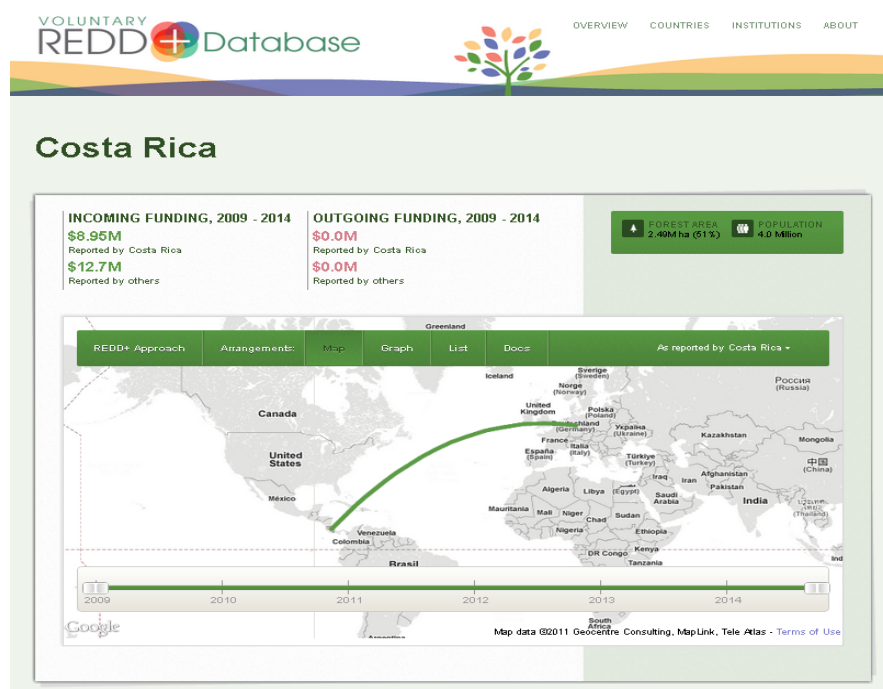 VOLUNTARY
REDD+ Database
OVERVIEW COUNTRIES INSTITUTIONS ABOUT
Costa Rica
INCOMING FUNDING, 2009 - 2014
$8.95M
Reported by Costa Rica
$12.7M
Reported by others
OUTGOING FUNDING, 2009 - 2014
$0.0M
Reported by Costa Rica
$0.0M
Reported by others
FOREST AREA
2.49M ha (51%)
POPULATION
4.0 Million
Greenland
REDD+ Approach Arrangements: Map Graph List Docs As reported by Costa Rica
Iceland
Sverige
(Sweden)
Norge
(Norway)
Россия
(Russia)
United
Kingdom
Polska
(Poland)
(Germany)
Україна
(Ukraine)
Canada
France
Italia
(Italy)
Kazakhstan
Mongolia
United
States
España
(Spain)
Türkiye
(Turkey)
中国
(China)
Iraq
Iran
Afghanistan
Pakistan
México
Algeria
Libya
(Egypt)
Saudi
Arabia
India
(Thailand)
Mauritania
Mali
Niger
Chad
Sudan
Nigeria
Ethiopia
Venezuela
Colombia
DR Congo
Kenya
Tanzania
Brasil
Ind
2009 2010 2011 2012 2013 2014
Google
South
Africa
Argentina
Map data ©2011 Geocentre Consulting, MapLink, Tele Atlas - Terms of Use